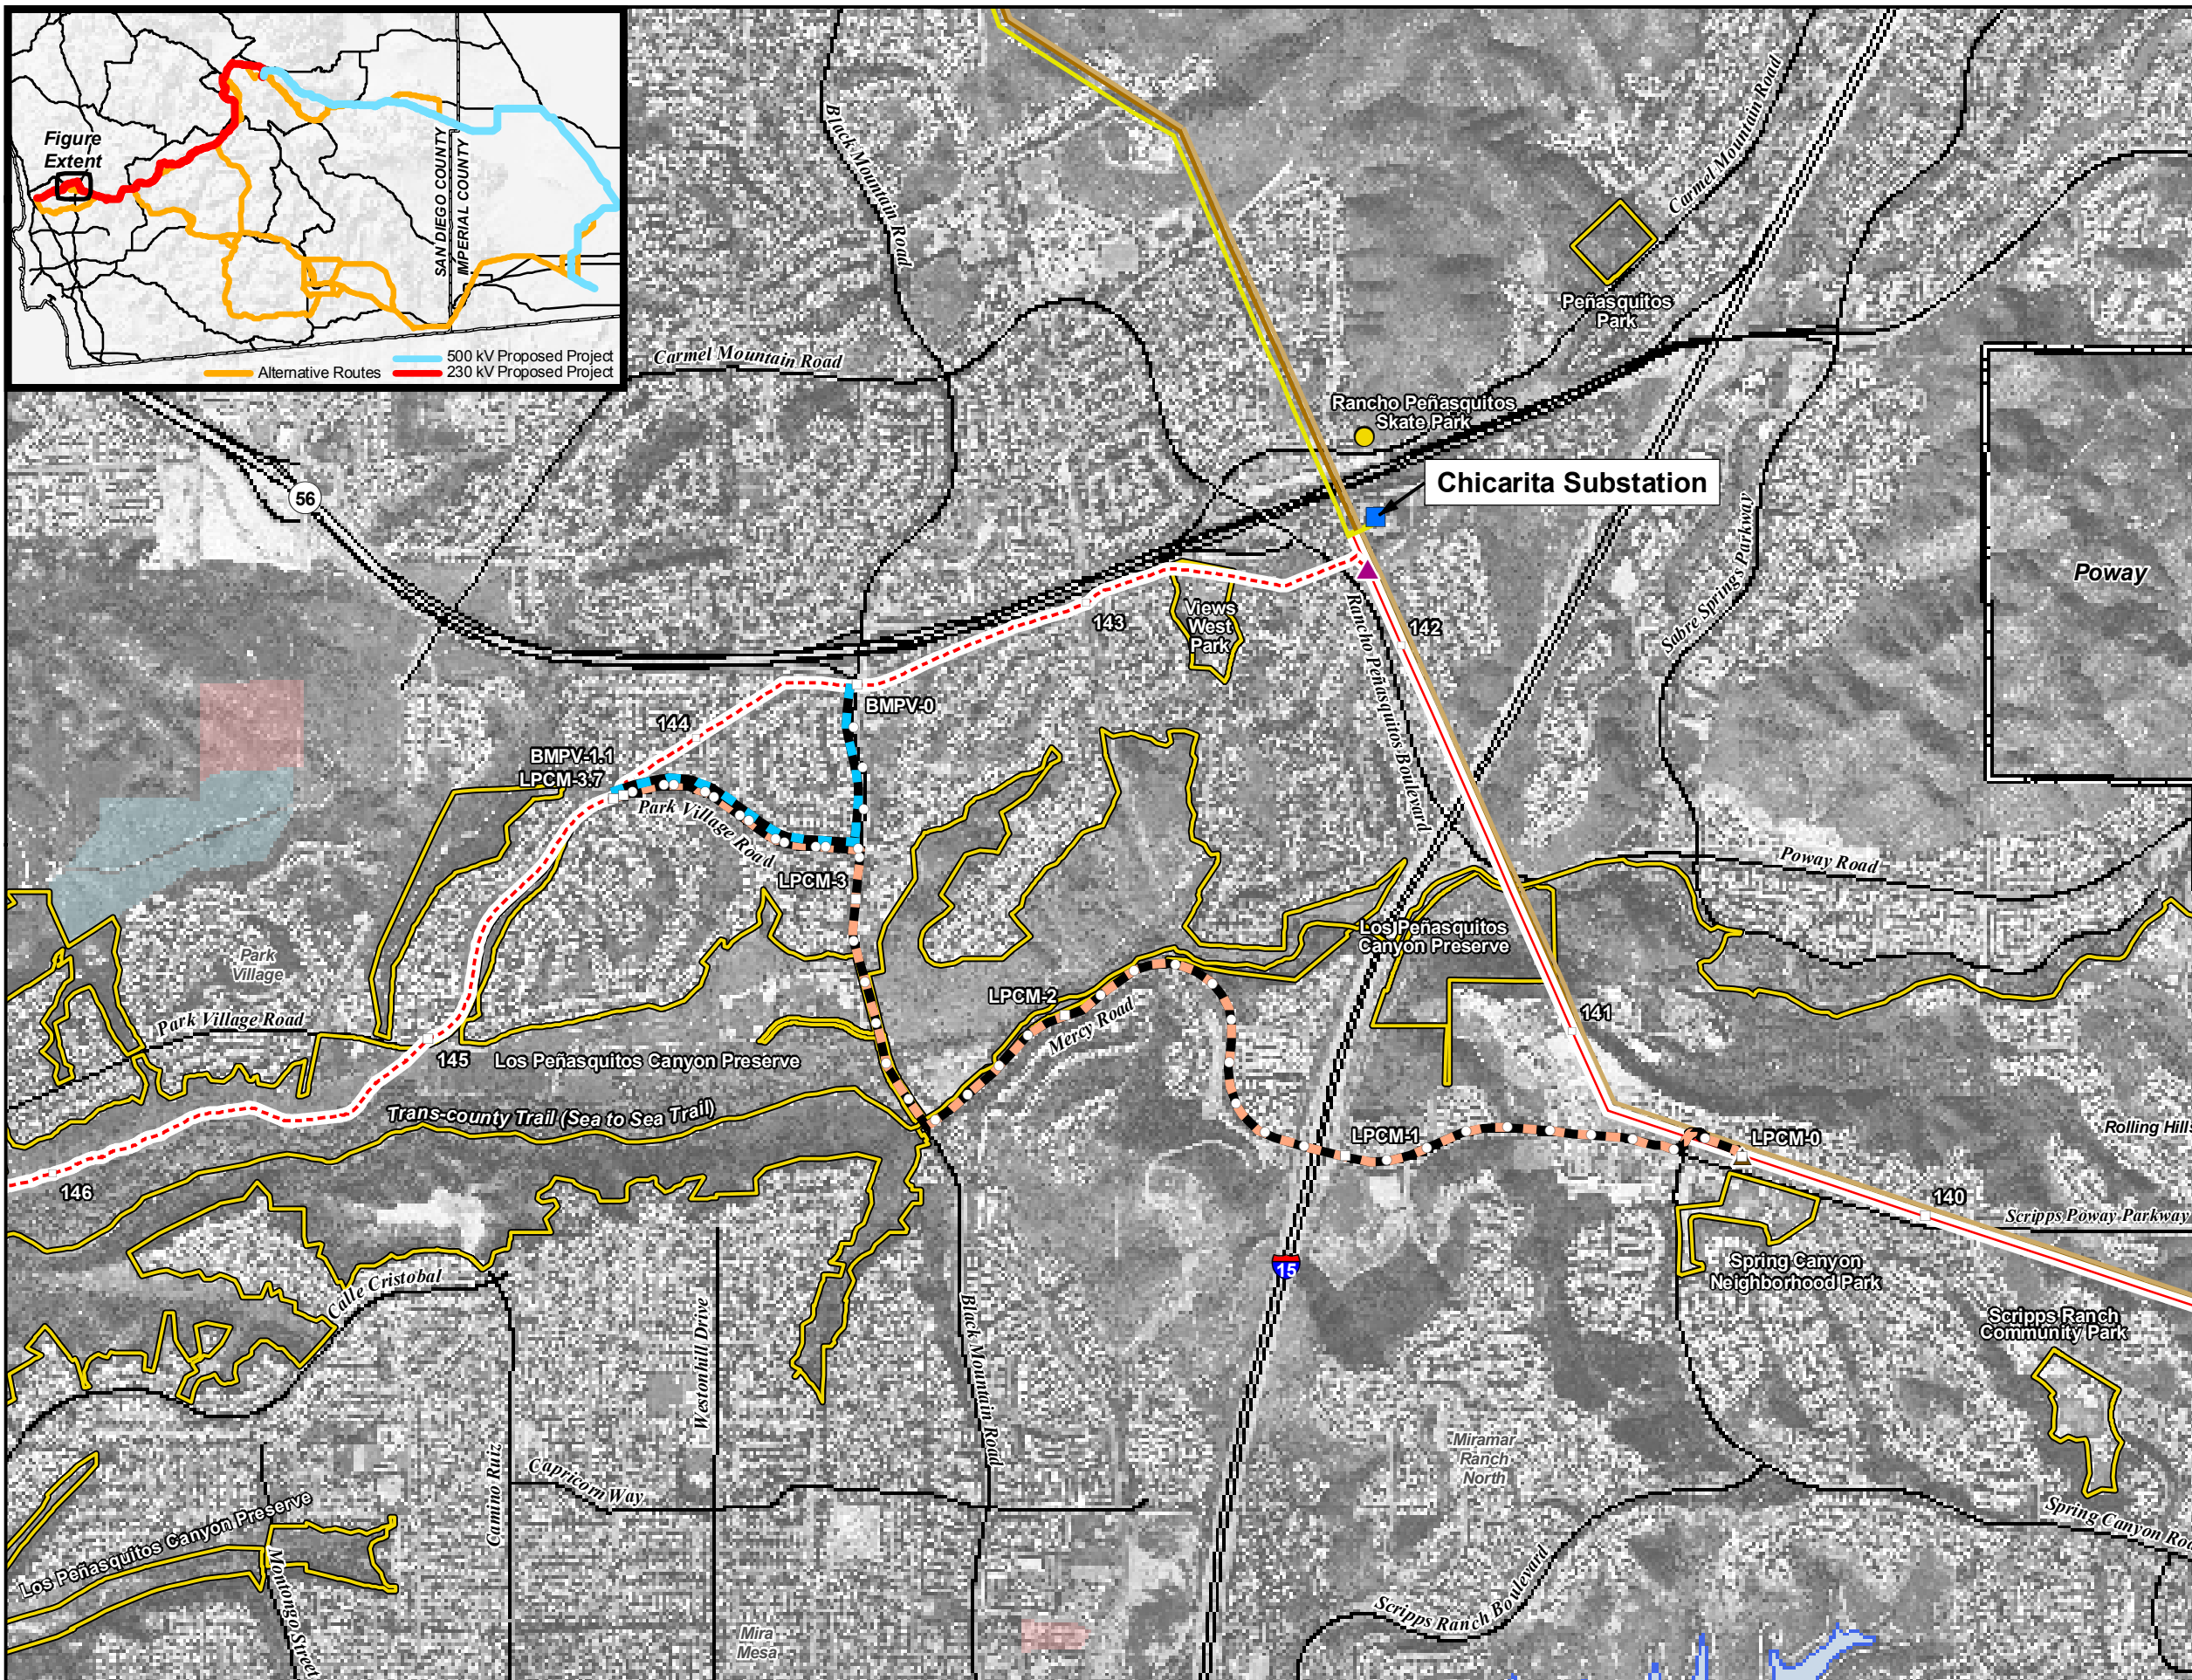 Figure
Extent
SAN DIEGO COUNTY
IMPERIAL COUNTY
500 kV Proposed Project
Alternative Routes
230 kV Proposed Project
Black Mountain Road
Carmel Mountain Road
Peñasquitos
Park
Carmel Mountain Road
Rancho Peñasquitos
Skate Park
Chicarita Substation
56
Poway
Sabre Springs Parkway
Views
West
Park
143
142
Rancho Peñasquitos Boulevard
BMPV-0
144
BMPV-1.1
LPCM-3.7
Park Village Road
LPCM-3
Poway Road
Los Peñasquitos
Canyon Preserve
Park
Village
LPCM-2
Mercy Road
141
Park Village Road
145
Los Peñasquitos Canyon Preserve
Trans-county Trail (Sea to Sea Trail)
LPCM-1
LPCM-0
Rolling Hills
146
140
Scripps Poway Parkway
Spring Canyon
Neighborhood Park
15
Calle Cristobal
Westonhill Drive
Black Mountain Road
Scripps Ranch
Community Park
Miramar
Ranch
North
Camino Ruiz
Capricorn Way
Los Peñasquitos Canyon Preserve
Montongo Street
Spring Canyon Roa
Scripps Ranch Boulevard
Mira
Mesa